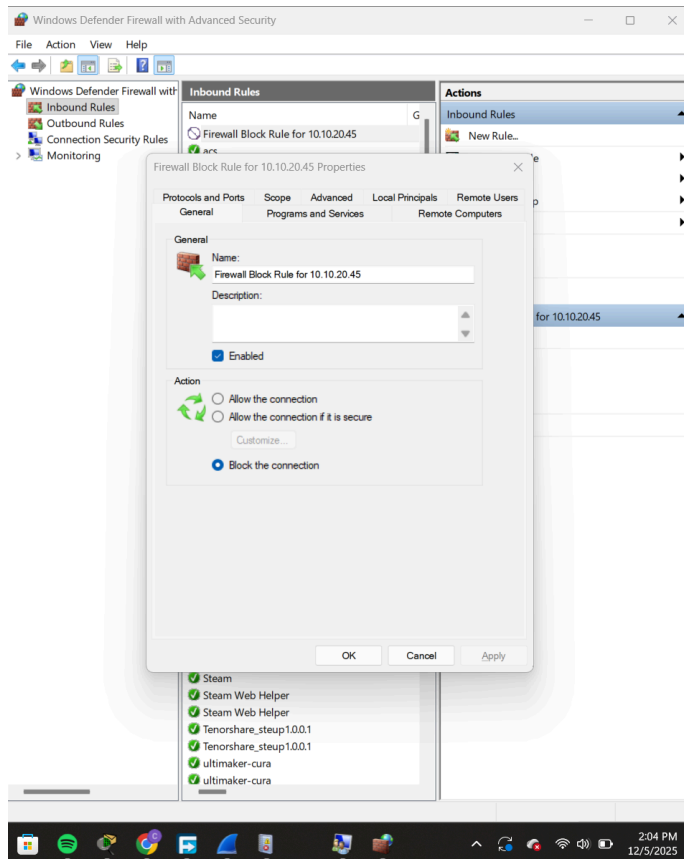 Windows Defender Firewall with Advanced Security
File Action View Help
Windows Defender Firewall with
Inbound Rules
Outbound Rules
Connection Security Rules
Monitoring
Inbound Rules
Name G
Firewall Block Rule for 10.10.20.45
acs
Actions
Inbound Rules
New Rule...
e
p
for 10.10.20.45
Firewall Block Rule for 10.10.20.45 Properties
Protocols and Ports Scope Advanced Local Principals Remote Users
General Programs and Services Remote Computers
General
Name:
Firewall Block Rule for 10.10.20.45
Description:
Enabled
Action
Allow the connection
Allow the connection if it is secure
Customize...
Block the connection
OK Cancel Apply
Steam
Steam Web Helper
Steam Web Helper
Tenorshare_steup1.0.0.1
Tenorshare_steup1.0.0.1
ultimaker-cura
ultimaker-cura
2:04 PM
12/5/2025